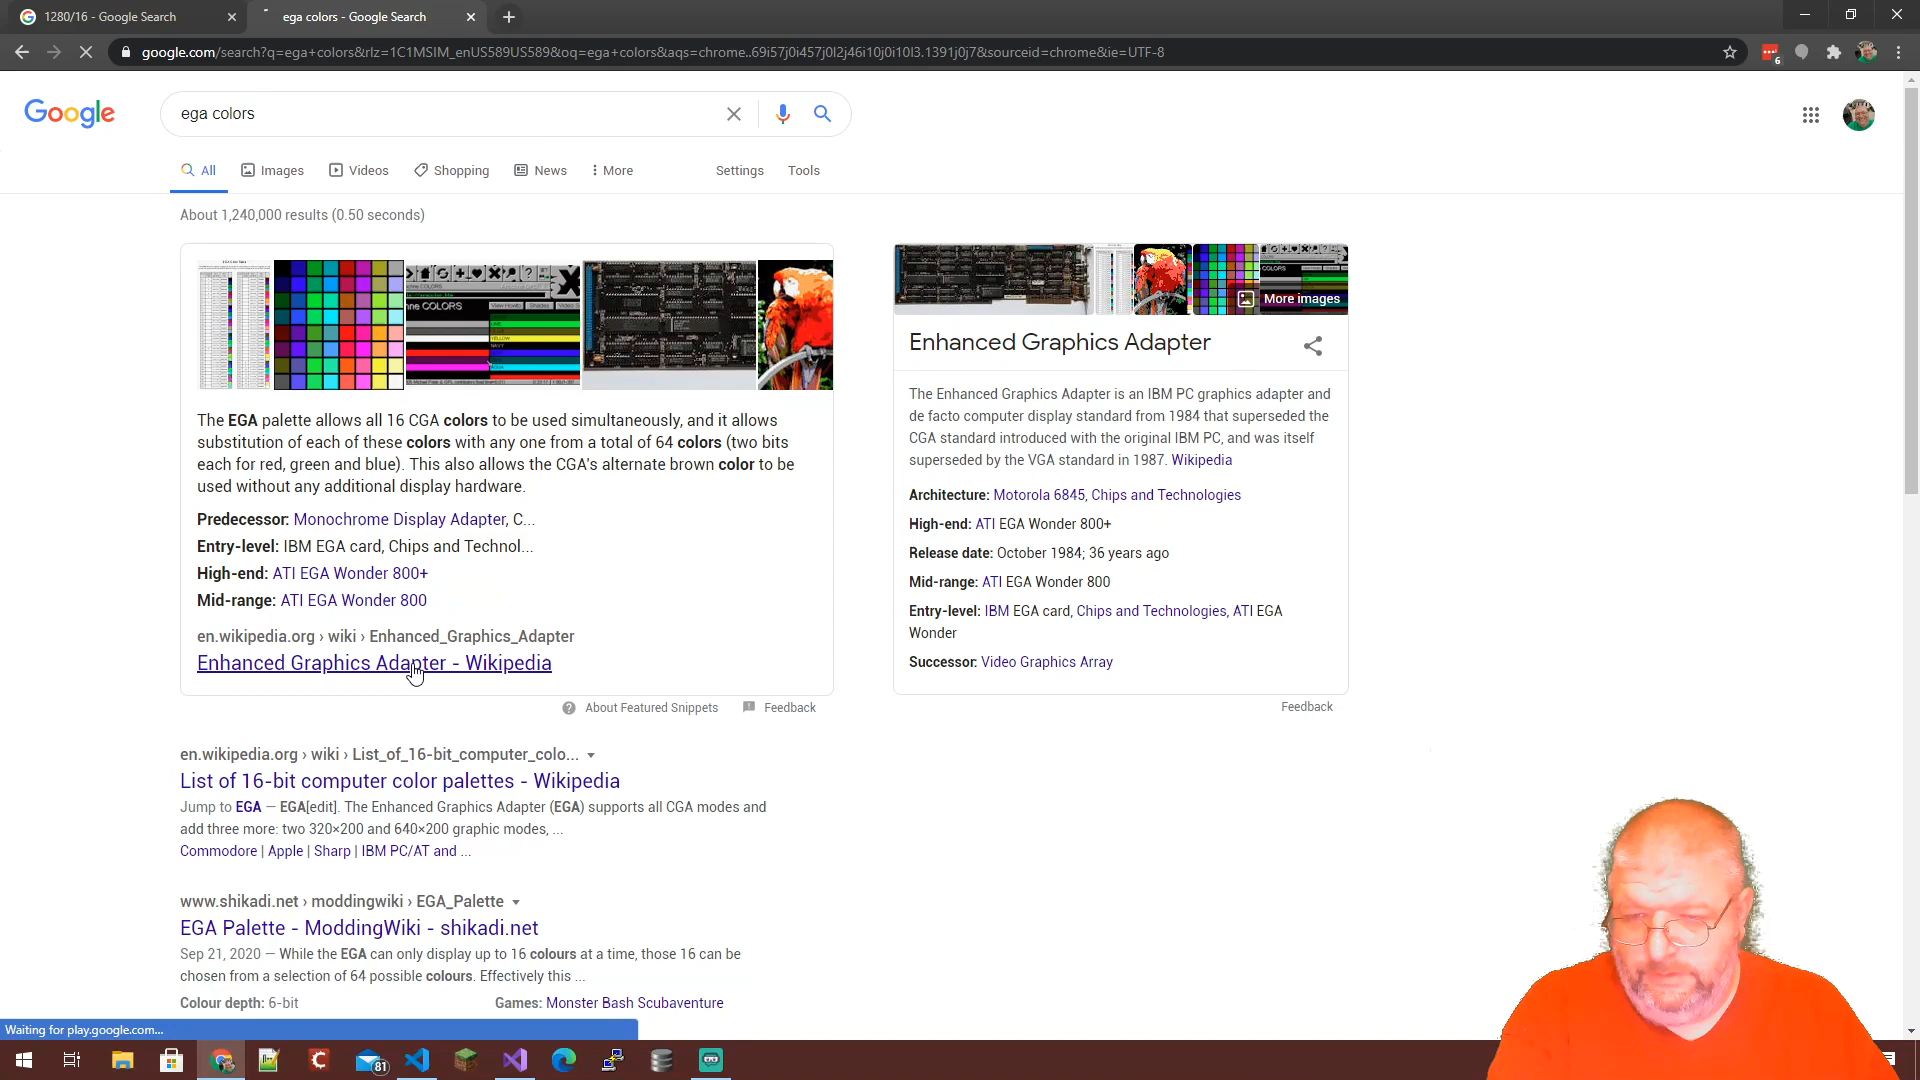 1280/16 - Google Search
ega colors - Google Search
google.com/search?q=ega+colors&rlz=1C1MSIM_enUS589US589&oq=ega+colors&aqs=chrome..69i57j0i457j0l2j46i10j0i10l3.1391j0j7&sourceid=chrome&ie=UTF-8
6
Google
ega colors
All Images Videos Shopping News More Settings Tools
About 1,240,000 results (0.50 seconds)
COLORS
View Howto Shades
YELLOW
NAVY
More images
The EGA palette allows all 16 CGA colors to be used simultaneously, and it allows
substitution of each of these colors with any one from a total of 64 colors (two bits
each for red, green and blue). This also allows the CGA's alternate brown color to be
used without any additional display hardware.
Predecessor: Monochrome Display Adapter, C...
Entry-level: IBM EGA card, Chips and Technol...
High-end: ATI EGA Wonder 800+
Mid-range: ATI EGA Wonder 800
en.wikipedia.org › wiki › Enhanced_Graphics_Adapter
Enhanced Graphics Adapter - Wikipedia
About Featured Snippets Feedback
en.wikipedia.org › wiki › List_of_16-bit_computer_colo...
List of 16-bit computer color palettes - Wikipedia
Jump to EGA — EGA[edit]. The Enhanced Graphics Adapter (EGA) supports all CGA modes and
add three more: two 320×200 and 640×200 graphic modes, ...
Commodore | Apple | Sharp | IBM PC/AT and ...
www.shikadi.net › moddingwiki › EGA_Palette
EGA Palette - ModdingWiki - shikadi.net
Sep 21, 2020 — While the EGA can only display up to 16 colours at a time, those 16 can be
chosen from a selection of 64 possible colours. Effectively this ...
Colour depth: 6-bit Games: Monster Bash Scubaventure
Enhanced Graphics Adapter
The Enhanced Graphics Adapter is an IBM PC graphics adapter and
de facto computer display standard from 1984 that superseded the
CGA standard introduced with the original IBM PC, and was itself
superseded by the VGA standard in 1987. Wikipedia
Architecture: Motorola 6845, Chips and Technologies
High-end: ATI EGA Wonder 800+
Release date: October 1984; 36 years ago
Mid-range: ATI EGA Wonder 800
Entry-level: IBM EGA card, Chips and Technologies, ATI EGA
Wonder
Successor: Video Graphics Array
Feedback
Waiting for play.google.com...
81